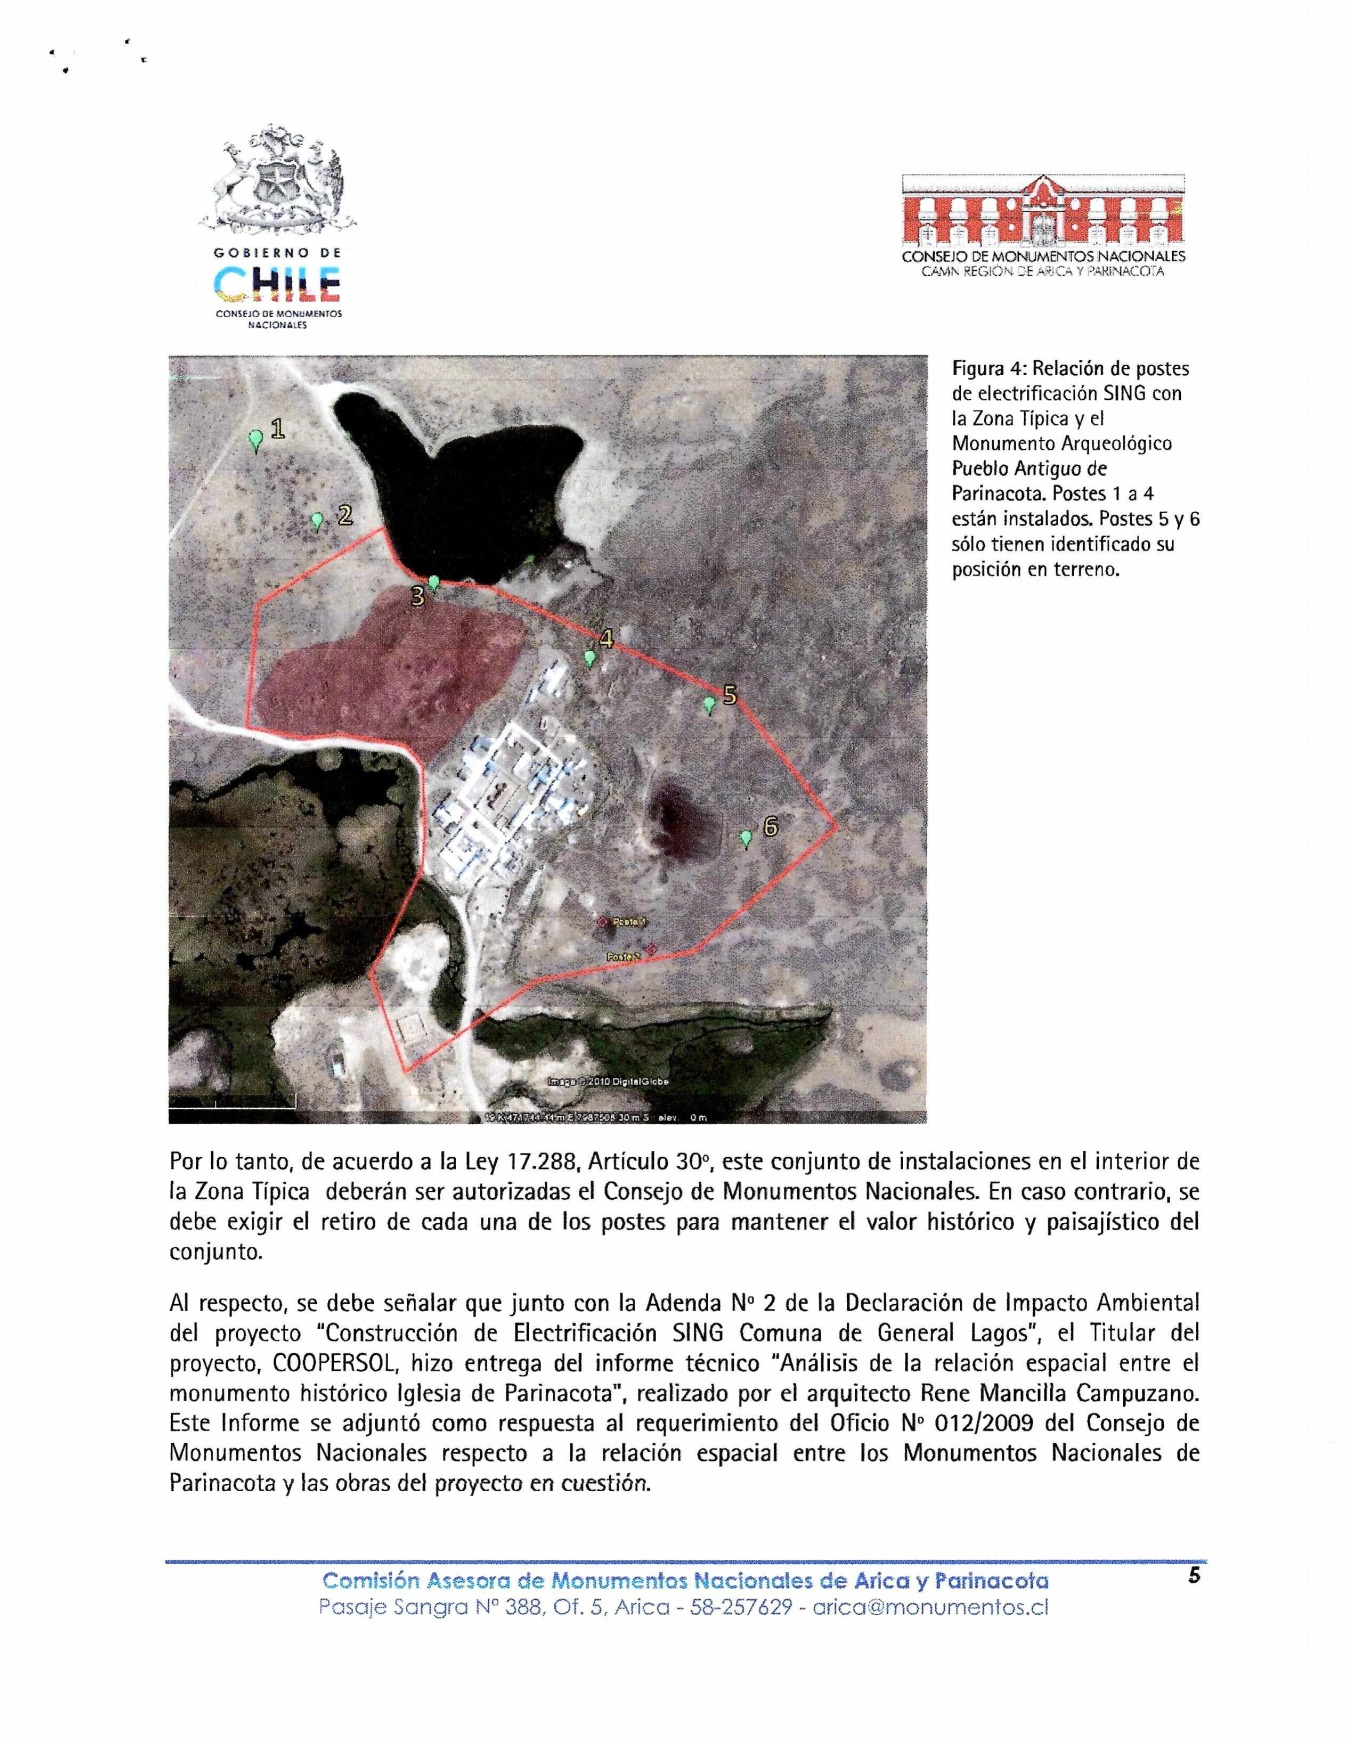 GOBIERNO DE
CHILE
CONSEJO DE MONUMENTOS
NACIONALES
CONSEJO DE MONUMENTOS NACIONALES
CAMN REGION DE ARICA Y PARINACOTA
Figura 4: Relación de postes
de electrificación SING con
la Zona Típica y el
Monumento Arqueológico
Pueblo Antiguo de
Parinacota. Postes 1 a 4
están instalados. Postes 5 y 6
sólo tienen identificado su
posición en terreno.
1
2
3
4
5
6
Poste 1
Poste 2
Image © 2010 DigitalGlobe
19 K 471744.44 m E 7987508.30 m S elev. 0 m
Por lo tanto, de acuerdo a la Ley 17.288, Artículo 30º, este conjunto de instalaciones en el interior de
la Zona Típica deberán ser autorizadas el Consejo de Monumentos Nacionales. En caso contrario, se
debe exigir el retiro de cada una de los postes para mantener el valor histórico y paisajístico del
conjunto.
Al respecto, se debe señalar que junto con la Adenda Nº 2 de la Declaración de Impacto Ambiental
del proyecto "Construcción de Electrificación SING Comuna de General Lagos", el Titular del
proyecto, COOPERSOL, hizo entrega del informe técnico "Análisis de la relación espacial entre el
monumento histórico Iglesia de Parinacota", realizado por el arquitecto Rene Mancilla Campuzano.
Este Informe se adjuntó como respuesta al requerimiento del Oficio Nº 012/2009 del Consejo de
Monumentos Nacionales respecto a la relación espacial entre los Monumentos Nacionales de
Parinacota y las obras del proyecto en cuestión.
Comisión Asesora de Monumentos Nacionales de Arica y Parinacota
5
Pasaje Sangra Nº 388, Of. 5, Arica - 58-257629 - arica@monumentos.cl